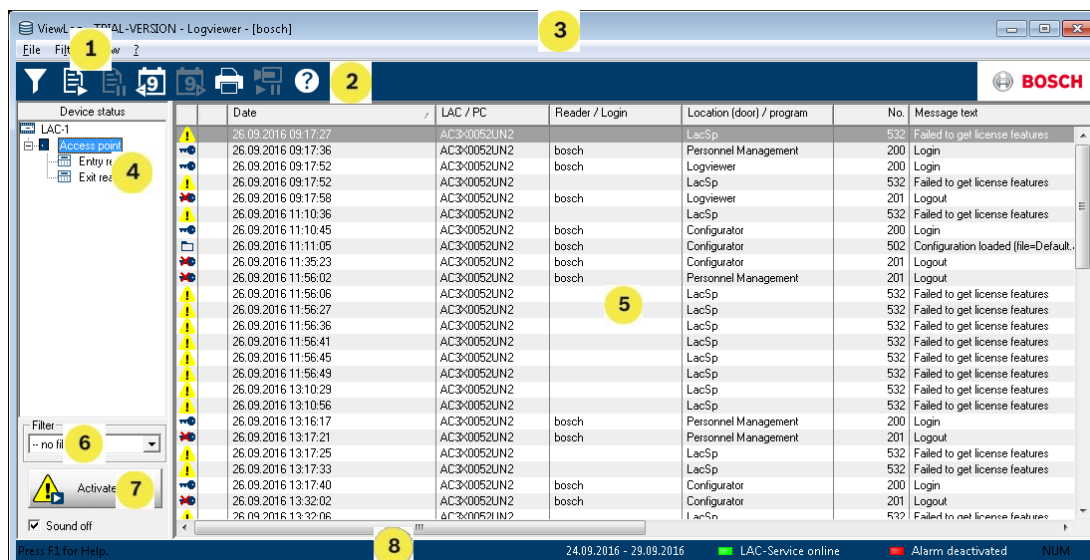 ViewLog - TRIAL-VERSION - Logviewer - [bosch]
3
File 1 ?
9 9 ? 2 BOSCH
Device status
LAC-1
Access point
Entry
Exit
4
Filter
6
Activate 7
Sound off
Date LAC / PC Reader / Login Location (door) / program No. Message text
26.09.2016 09:17:27 AC3X0052UN2 LacSp 532 Failed to get license features
26.09.2016 09:17:36 AC3X0052UN2 bosch Personnel Management 200 Login
26.09.2016 09:17:52 AC3X0052UN2 bosch Logviewer 200 Login
26.09.2016 09:17:52 AC3X0052UN2 LacSp 532 Failed to get license features
26.09.2016 09:17:58 AC3X0052UN2 bosch Logviewer 201 Logout
26.09.2016 11:10:36 AC3X0052UN2 LacSp 532 Failed to get license features
26.09.2016 11:10:45 AC3X0052UN2 bosch Configurator 200 Login
26.09.2016 11:11:05 AC3X0052UN2 bosch Configurator 502 Configuration loaded (file=Default.
26.09.2016 11:35:23 AC3X0052UN2 bosch Configurator 201 Logout
26.09.2016 11:56:02 AC3X0052UN2 bosch Personnel Management 201 Logout
26.09.2016 11:56:06 AC3X0052UN2 LacSp 532 Failed to get license features
26.09.2016 11:56:27 AC3X0052UN2 5 LacSp 532 Failed to get license features
26.09.2016 11:56:36 AC3X0052UN2 LacSp 532 Failed to get license features
26.09.2016 11:56:41 AC3X0052UN2 LacSp 532 Failed to get license features
26.09.2016 11:56:45 AC3X0052UN2 LacSp 532 Failed to get license features
26.09.2016 11:56:49 AC3X0052UN2 LacSp 532 Failed to get license features
26.09.2016 13:10:29 AC3X0052UN2 LacSp 532 Failed to get license features
26.09.2016 13:10:56 AC3X0052UN2 LacSp 532 Failed to get license features
26.09.2016 13:16:17 AC3X0052UN2 bosch Personnel Management 200 Login
26.09.2016 13:17:21 AC3X0052UN2 bosch Personnel Management 201 Logout
26.09.2016 13:17:25 AC3X0052UN2 LacSp 532 Failed to get license features
26.09.2016 13:17:33 AC3X0052UN2 LacSp 532 Failed to get license features
26.09.2016 13:17:40 AC3X0052UN2 bosch Configurator 200 Login
26.09.2016 13:32:02 AC3X0052UN2 bosch Configurator 201 Logout
26.09.2016 13:32:06 AC3X0052UN2 LacSp 532 Failed to get license features
Press F1 for Help. 8 24.09.2016 - 29.09.2016 LAC-Service online Alarm deactivated NUM